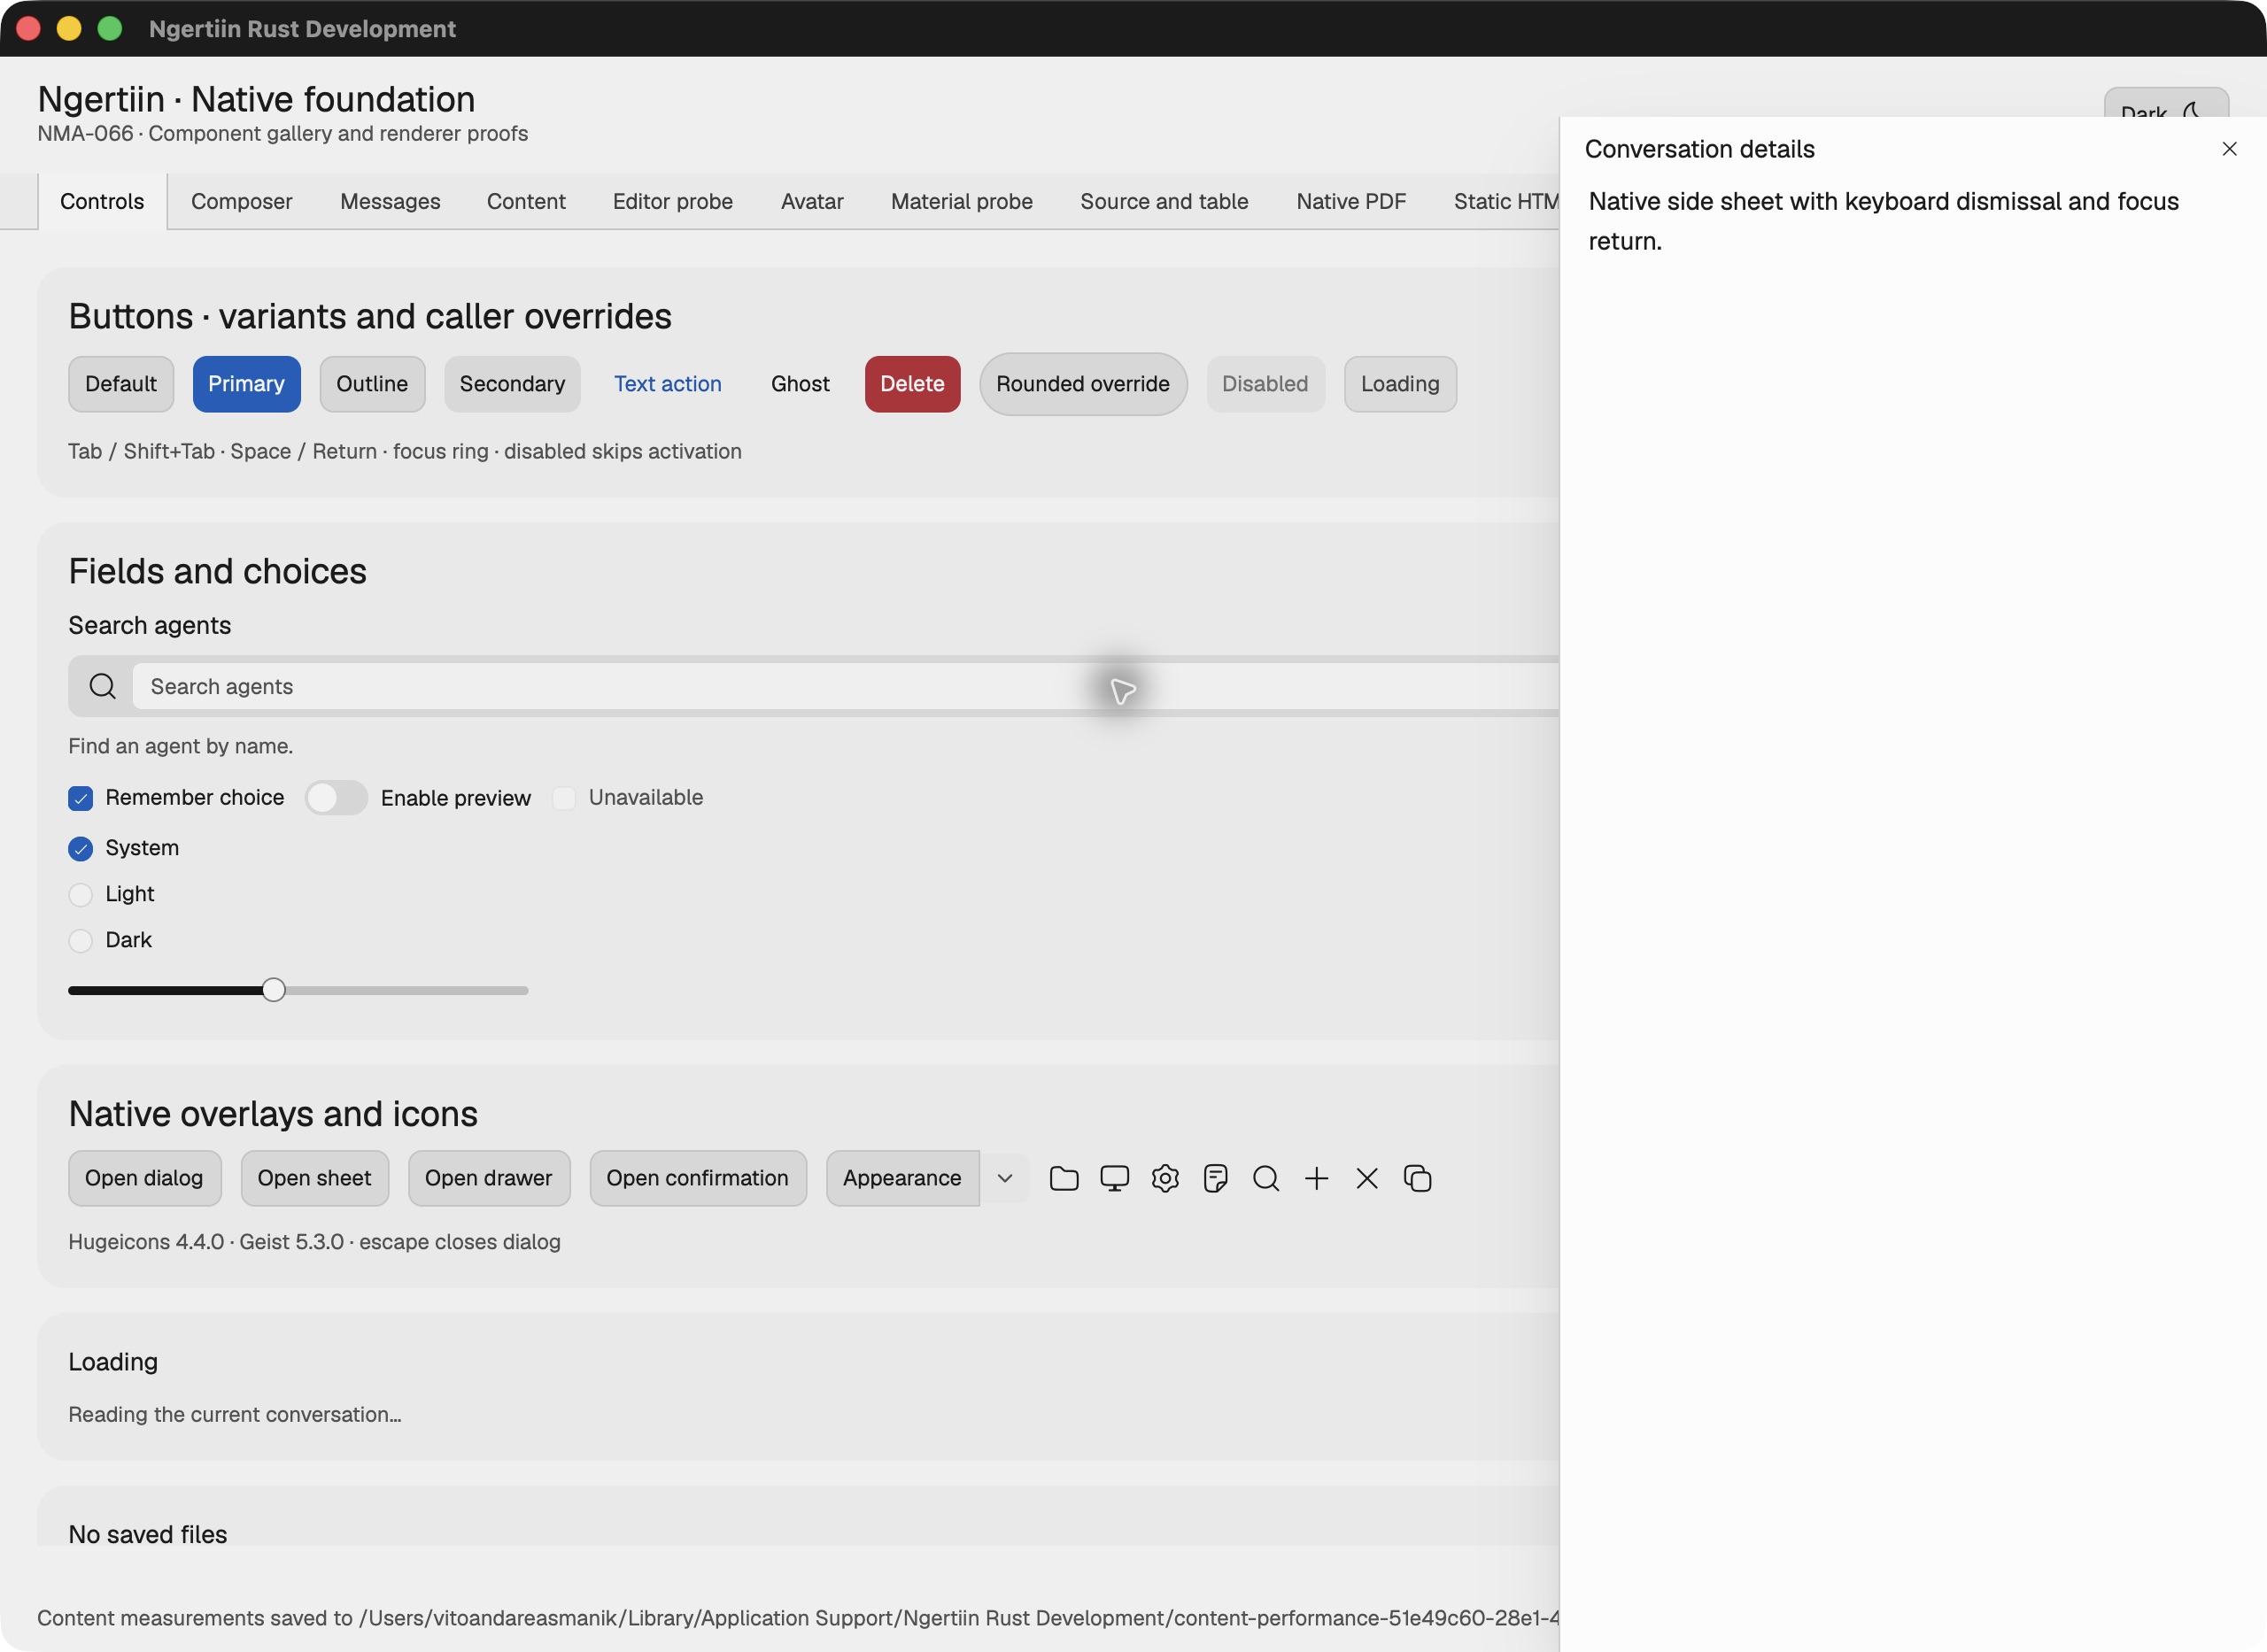 Ngertiin Rust Development
Ngertiin · Native foundation
NMA-066 · Component gallery and renderer proofs
Dark
Controls Composer Messages Content Editor probe Avatar Material probe Source and table Native PDF Static HTM
Conversation details
Native side sheet with keyboard dismissal and focus
return.
Buttons · variants and caller overrides
Default Primary Outline Secondary Text action Ghost Delete Rounded override Disabled Loading
Tab / Shift+Tab · Space / Return · focus ring · disabled skips activation
Fields and choices
Search agents
Search agents
Find an agent by name.
Remember choice Enable preview Unavailable
System
Light
Dark
Native overlays and icons
Open dialog Open sheet Open drawer Open confirmation Appearance
Hugeicons 4.4.0 · Geist 5.3.0 · escape closes dialog
Loading
Reading the current conversation…
No saved files
Content measurements saved to /Users/vitoandareasmanik/Library/Application Support/Ngertiin Rust Development/content-performance-51e49c60-28e1-4